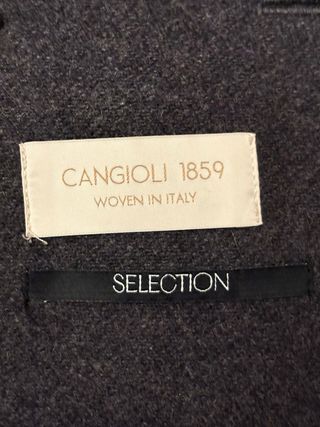 CANGIOLI 1859
WOVEN IN ITALY
SELECTION